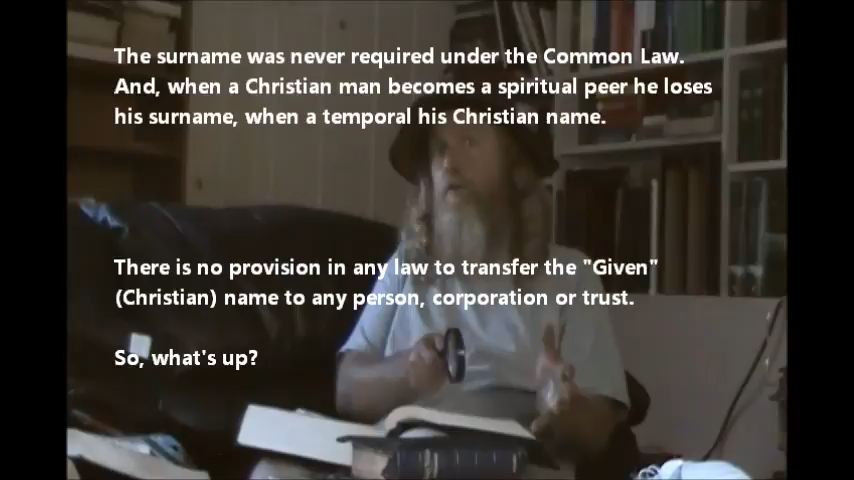 The surname was never required under the Common Law.
And, when a Christian man becomes a spiritual peer he loses
his surname, when a temporal his Christian name.
There is no provision in any law to transfer the "Given"
(Christian) name to any person, corporation or trust.
So, what's up?